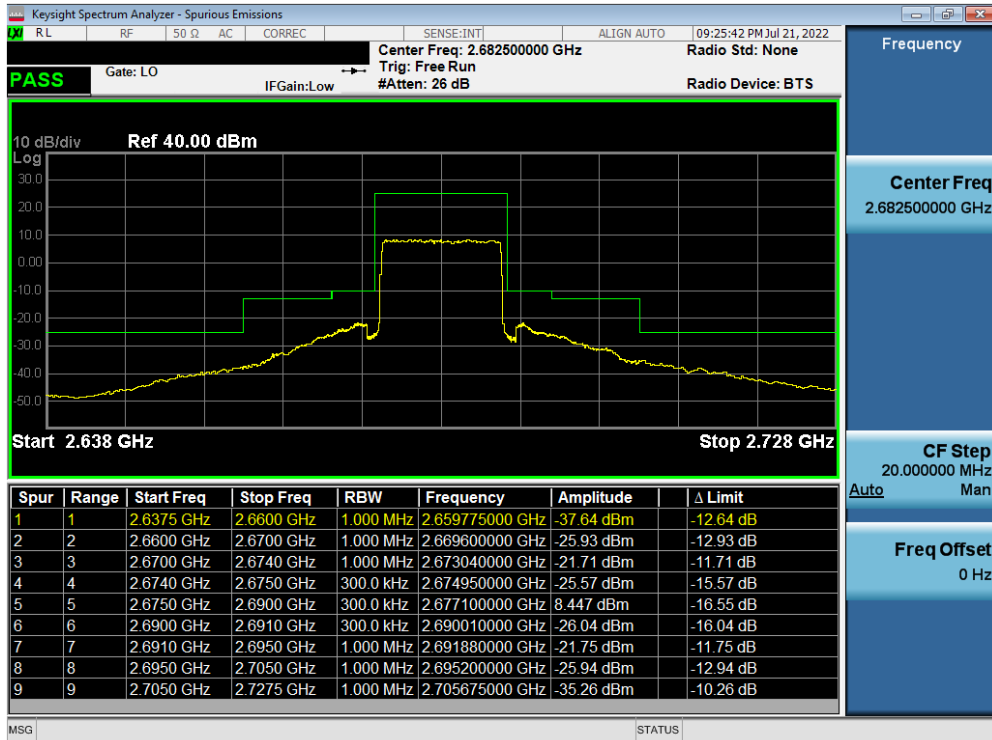 Keysight Spectrum Analyzer - Spurious Emissions
LXI RL RF 50 Ω AC CORREC SENSE:INT ALIGN AUTO 09:25:42 PM Jul 21, 2022
Center Freq: 2.682500000 GHz Radio Std: None
PASS Gate: LO Trig: Free Run
IFGain:Low #Atten: 26 dB Radio Device: BTS
Frequency
10 dB/div Ref 40.00 dBm
Log
30.0
20.0
10.0
0.00
-10.0
-20.0
-30.0
-40.0
-50.0
Start 2.638 GHz Stop 2.728 GHz
Center Freq
2.682500000 GHz
CF Step
20.000000 MHz
Auto Man
Freq Offset
0 Hz
Spur Range Start Freq Stop Freq RBW Frequency Amplitude Δ Limit
1 1 2.6375 GHz 2.6600 GHz 1.000 MHz 2.659775000 GHz -37.64 dBm -12.64 dB
2 2 2.6600 GHz 2.6700 GHz 1.000 MHz 2.669600000 GHz -25.93 dBm -12.93 dB
3 3 2.6700 GHz 2.6740 GHz 1.000 MHz 2.673040000 GHz -21.71 dBm -11.71 dB
4 4 2.6740 GHz 2.6750 GHz 300.0 kHz 2.674950000 GHz -25.57 dBm -15.57 dB
5 5 2.6750 GHz 2.6900 GHz 300.0 kHz 2.677100000 GHz 8.447 dBm -16.55 dB
6 6 2.6900 GHz 2.6910 GHz 300.0 kHz 2.690010000 GHz -26.04 dBm -16.04 dB
7 7 2.6910 GHz 2.6950 GHz 1.000 MHz 2.691880000 GHz -21.75 dBm -11.75 dB
8 8 2.6950 GHz 2.7050 GHz 1.000 MHz 2.695200000 GHz -25.94 dBm -12.94 dB
9 9 2.7050 GHz 2.7275 GHz 1.000 MHz 2.705675000 GHz -35.26 dBm -10.26 dB
MSG STATUS